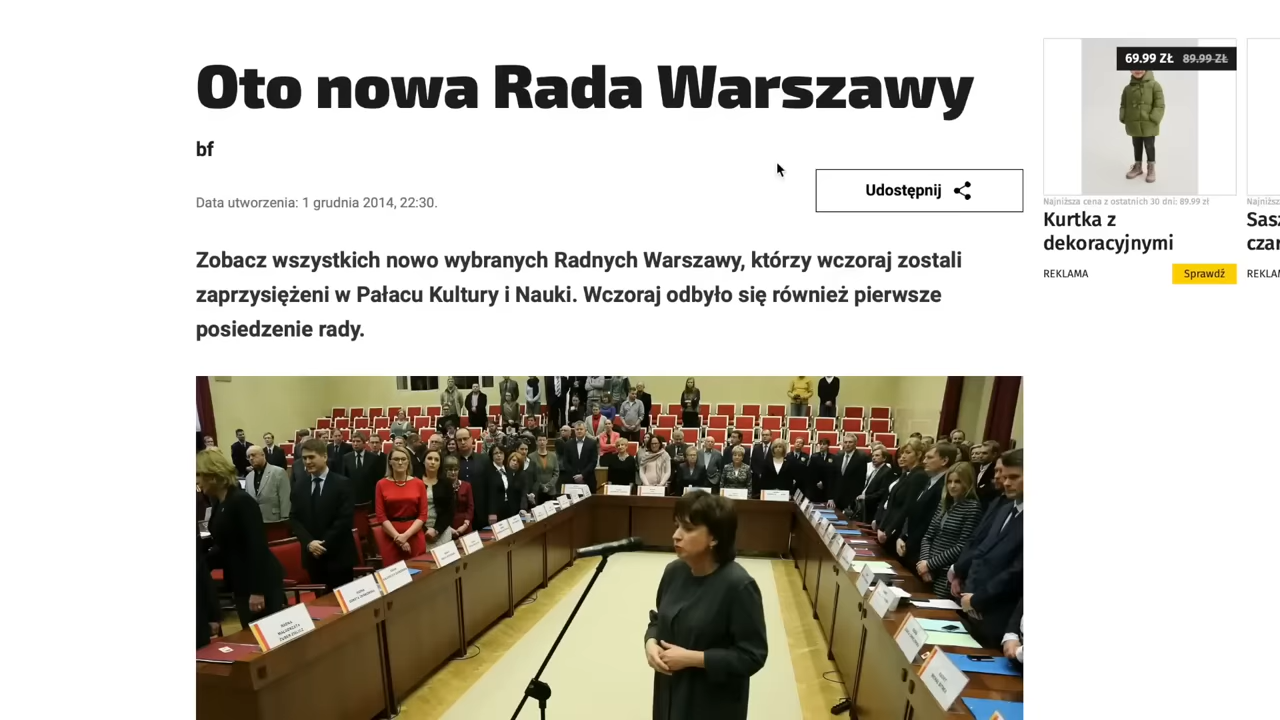 Oto nowa Rada Warszawy
bf
Data utworzenia: 1 grudnia 2014, 22:30.
Udostępnij
Zobacz wszystkich nowo wybranych Radnych Warszawy, którzy wczoraj zostali
zaprzysiężeni w Pałacu Kultury i Nauki. Wczoraj odbyło się również pierwsze
posiedzenie rady.
69.99 ZŁ 89.99 ZŁ
Najniższa cena z ostatnich 30 dni: 89.99 zł
Kurtka z
dekoracyjnymi
REKLAMA
Sprawdź